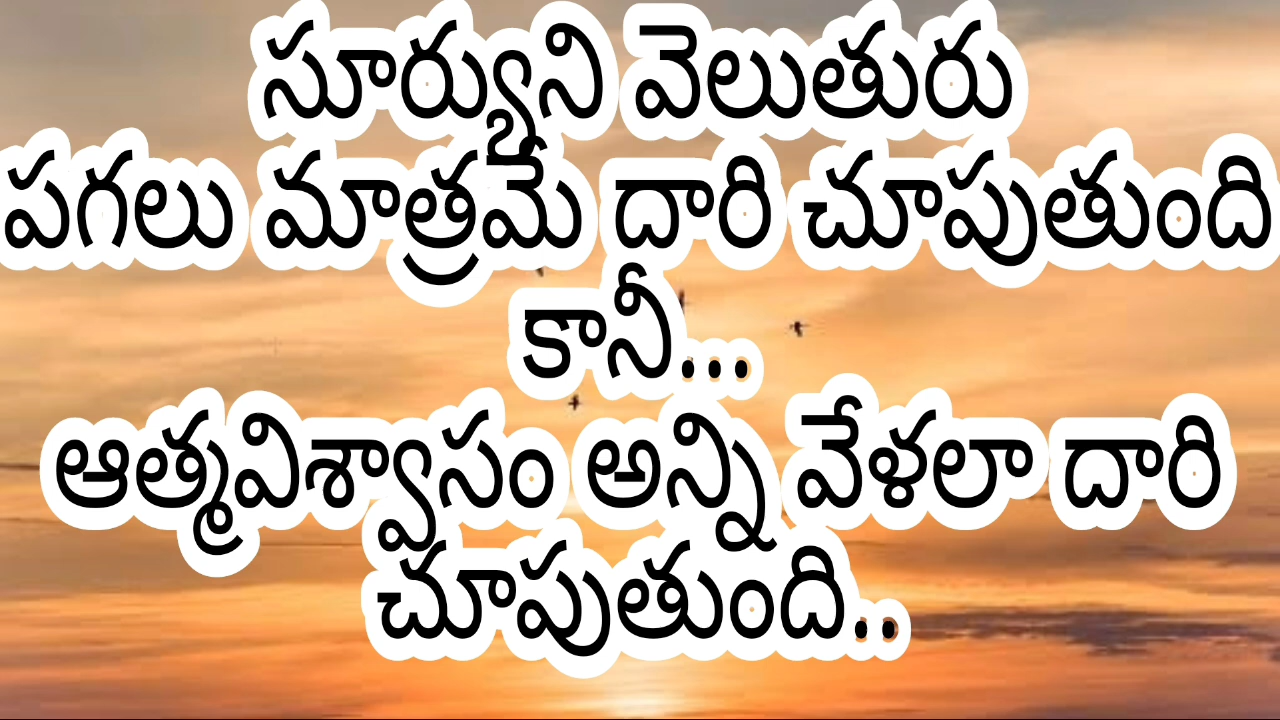 సూర్యుని వెలుతురు
పగలు మాత్రమే దారి చూపుతుంది
కానీ...
ఆత్మవిశ్వాసం అన్ని వేళలా దారి
చూపుతుంది..